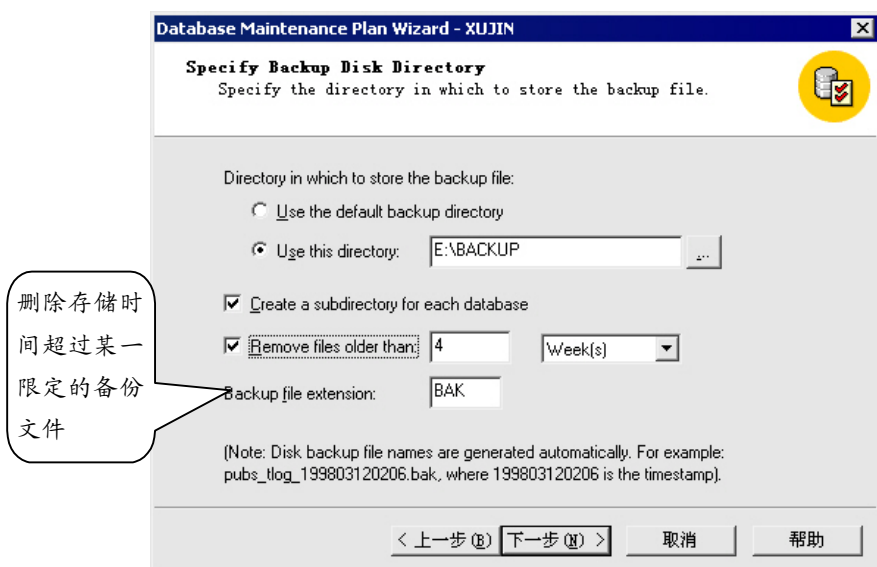 Database Maintenance Plan Wizard - XUJIN
Specify Backup Disk Directory
Specify the directory in which to store the backup file.
Directory in which to store the backup file:
Use the default backup directory
Use this directory: E:\BACKUP ...
Create a subdirectory for each database
Remove files older than: 4 Week(s)
Backup file extension: BAK
删除存储时
间超过某一
限定的备份
文件
(Note: Disk backup file names are generated automatically. For example:
pubs_tlog_199803120206.bak, where 199803120206 is the timestamp).
< 上一步(B) 下一步(N) > 取消 帮助